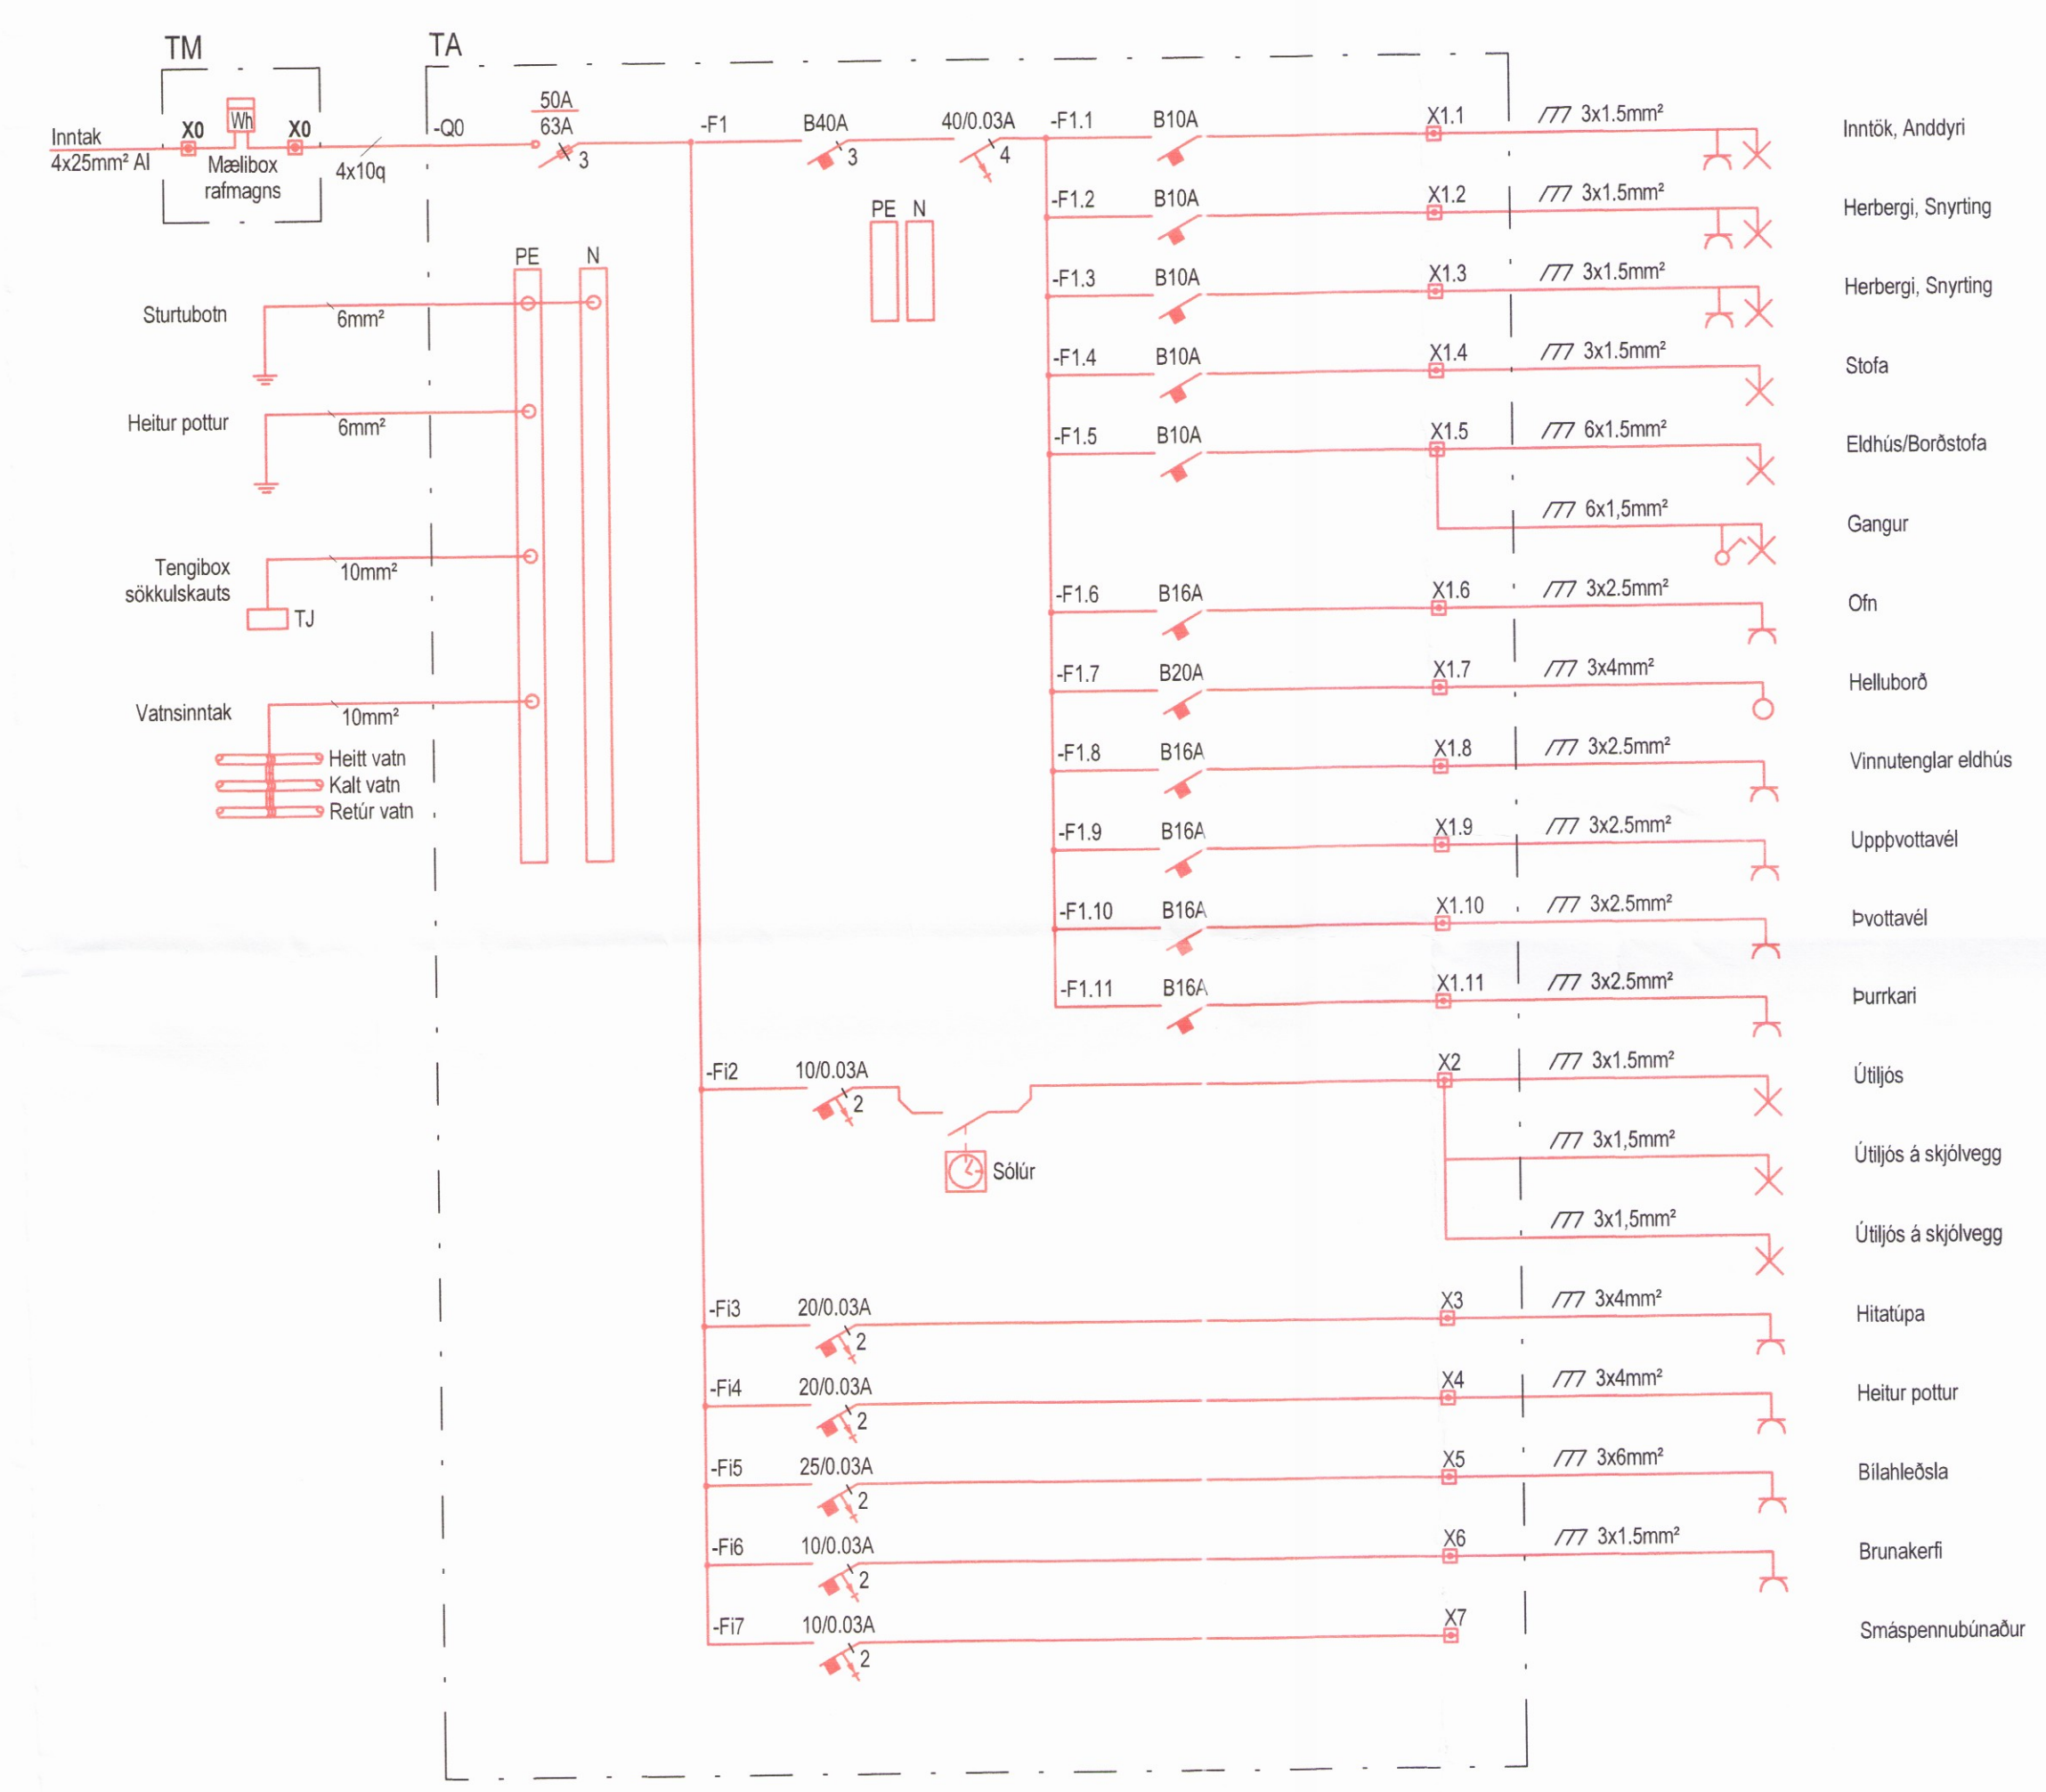 TM
TA
Inntak
4x25mm² Al
X0
Wh
X0
Mælibox
rafmagns
4x10q
-Q0
50A
63A
3
-F1
B40A
3
40/0.03A
4
PE
N
-F1.1
B10A
X1.1
3x1.5mm²
Inntök, Anddyri
-F1.2
B10A
X1.2
3x1.5mm²
Herbergi, Snyrting
-F1.3
B10A
X1.3
3x1.5mm²
Herbergi, Snyrting
-F1.4
B10A
X1.4
3x1.5mm²
Stofa
-F1.5
B10A
X1.5
6x1.5mm²
Eldhús/Borðstofa
6x1,5mm²
Gangur
-F1.6
B16A
X1.6
3x2.5mm²
Ofn
-F1.7
B20A
X1.7
3x4mm²
Helluborð
-F1.8
B16A
X1.8
3x2.5mm²
Vinnutenglar eldhús
-F1.9
B16A
X1.9
3x2.5mm²
Uppþvottavél
-F1.10
B16A
X1.10
3x2.5mm²
Þvottavél
-F1.11
B16A
X1.11
3x2.5mm²
Þurrkari
PE
N
Sturtubotn
6mm²
Heitur pottur
6mm²
Tengibox
sökkulskauts
10mm²
TJ
Vatnsinntak
10mm²
Heitt vatn
Kalt vatn
Retúr vatn
-Fi2
10/0.03A
2
Sólúr
X2
3x1.5mm²
Útiljós
3x1,5mm²
Útiljós á skjólvegg
3x1,5mm²
Útiljós á skjólvegg
-Fi3
20/0.03A
2
X3
3x4mm²
Hitatúpa
-Fi4
20/0.03A
2
X4
3x4mm²
Heitur pottur
-Fi5
25/0.03A
2
X5
3x6mm²
Bílahleðsla
-Fi6
10/0.03A
2
X6
3x1.5mm²
Brunakerfi
-Fi7
10/0.03A
2
X7
Smáspennubúnaður